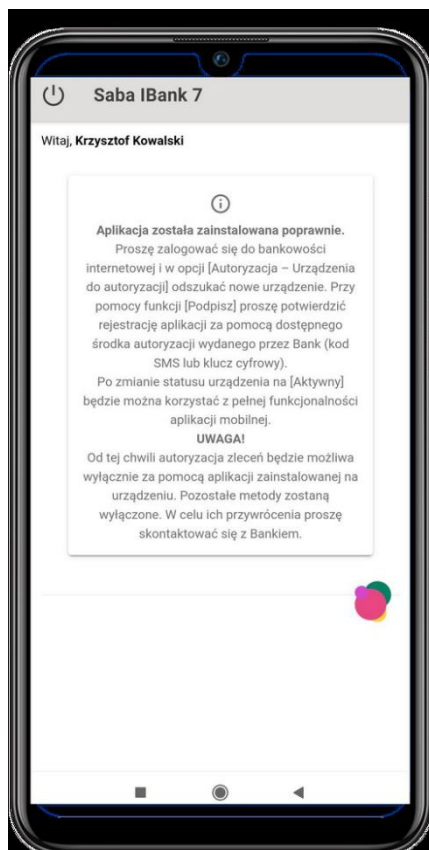 Saba IBank 7
Witaj, Krzysztof Kowalski
Aplikacja została zainstalowana poprawnie.
Proszę zalogować się do bankowości
internetowej i w opcji [Autoryzacja – Urządzenia
do autoryzacji] odszukać nowe urządzenie. Przy
pomocy funkcji [Podpisz] proszę potwierdzić
rejestrację aplikacji za pomocą dostępnego
środka autoryzacji wydanego przez Bank (kod
SMS lub klucz cyfrowy).
Po zmianie statusu urządzenia na [Aktywny]
będzie można korzystać z pełnej funkcjonalności
aplikacji mobilnej.
UWAGA!
Od tej chwili autoryzacja zleceń będzie możliwa
wyłącznie za pomocą aplikacji zainstalowanej na
urządzeniu. Pozostałe metody zostaną
wyłączone. W celu ich przywrócenia proszę
skontaktować się z Bankiem.